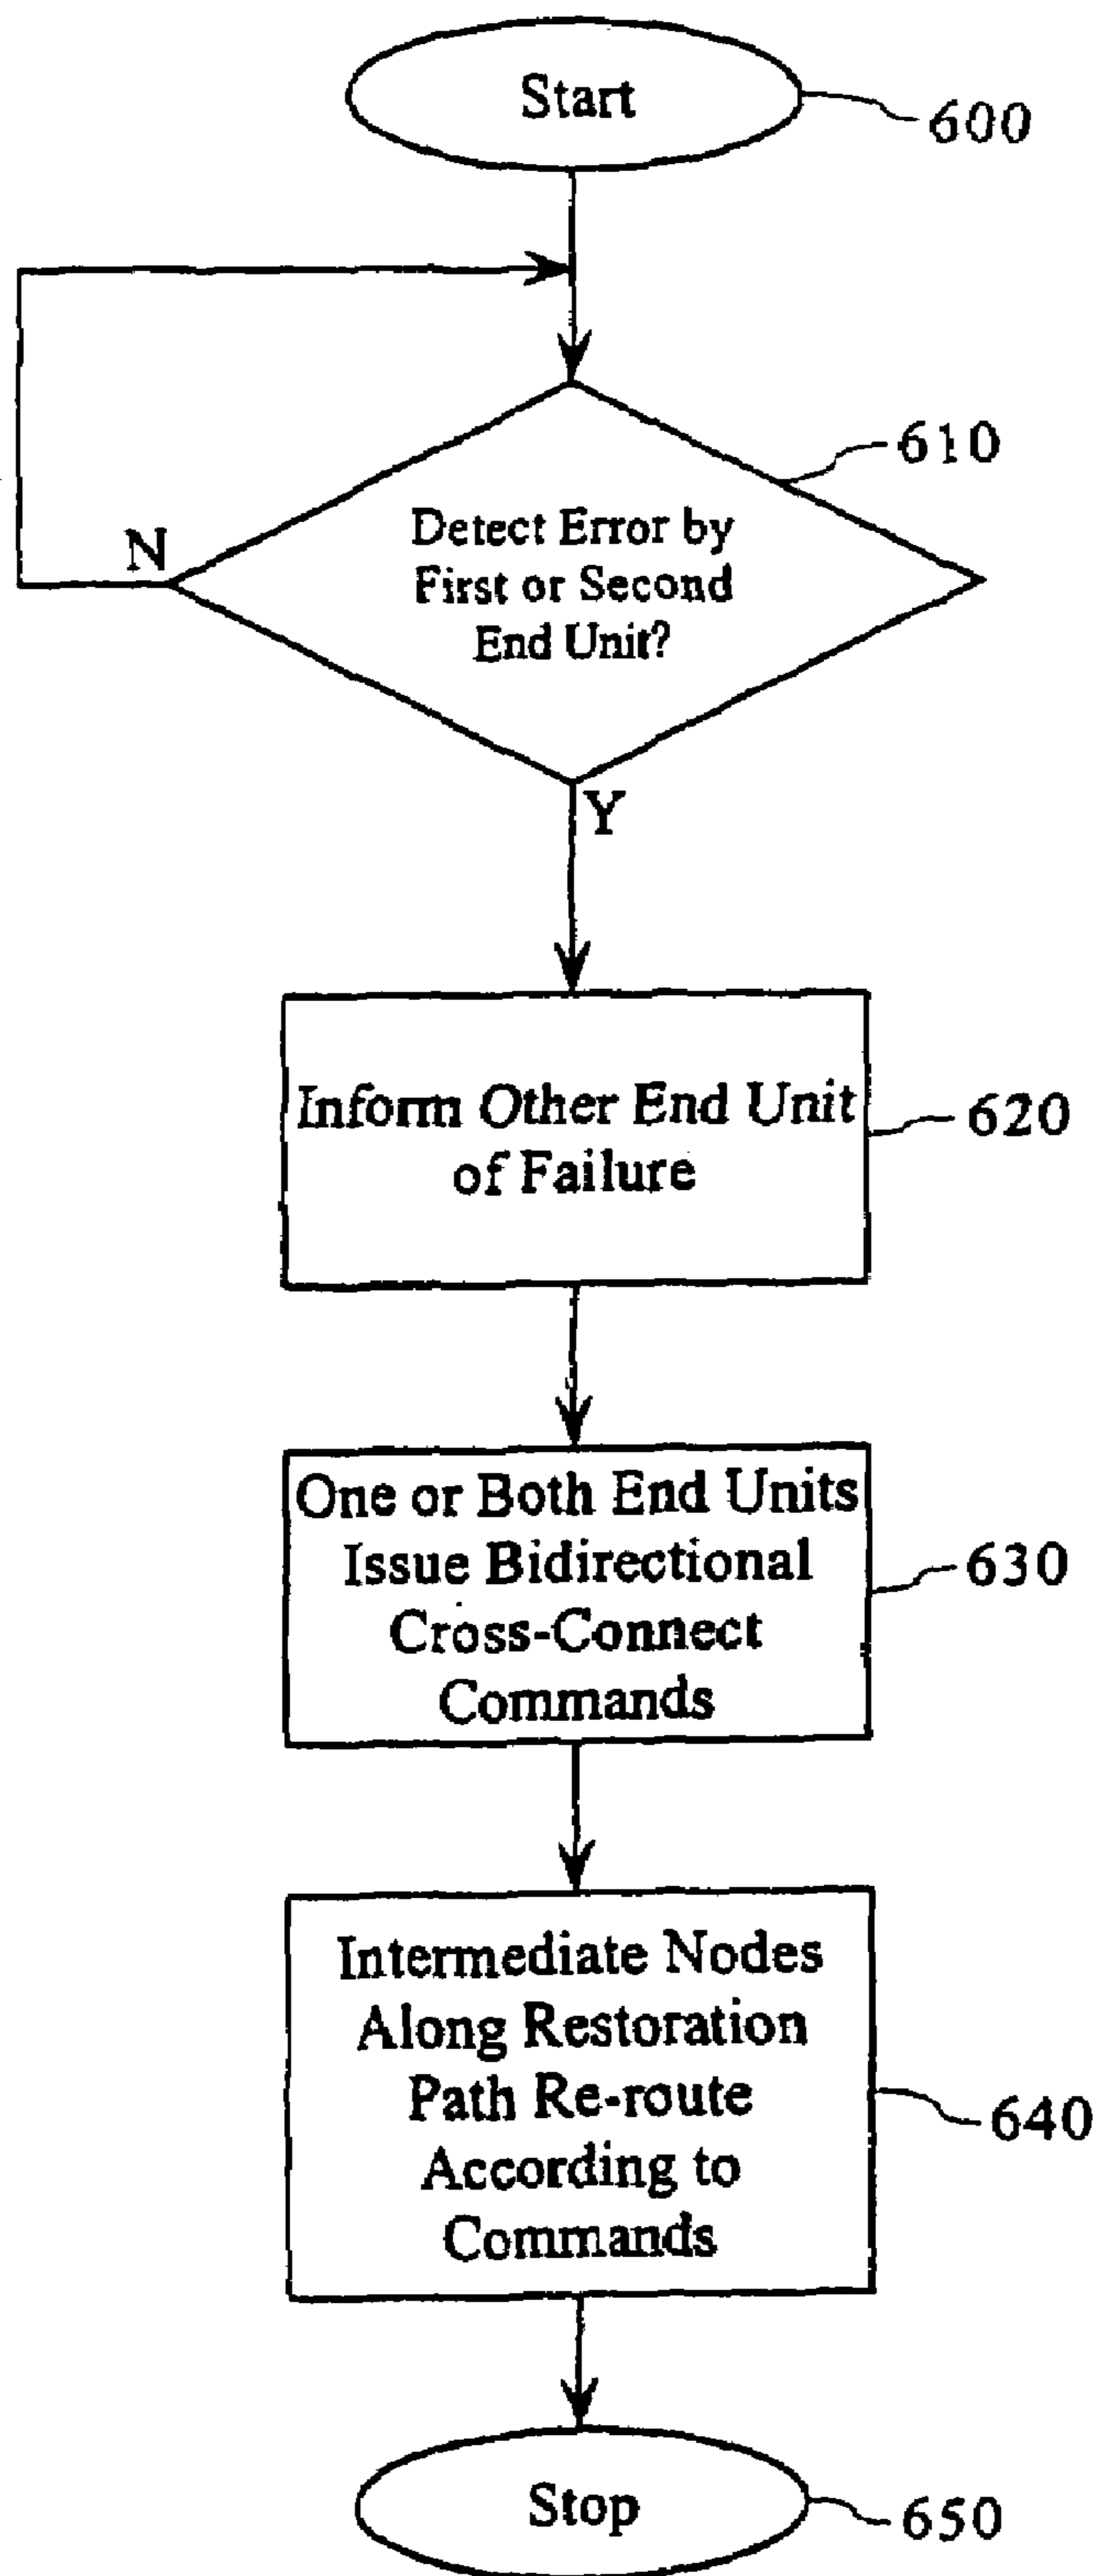 Start
600
610
Detect Error by
First or Second
End Unit?
N
Y
Inform Other End Unit
of Failure
620
One or Both End Units
Issue Bidirectional
Cross-Connect
Commands
630
Intermediate Nodes
Along Restoration
Path Re-route
According to
Commands
640
Stop
650